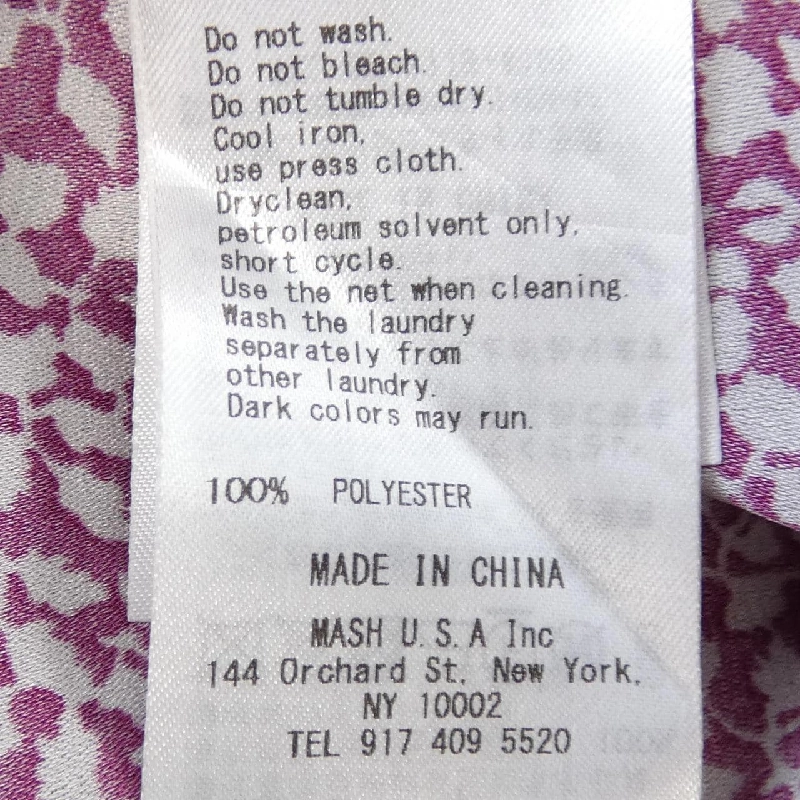 Do not wash.
Do not bleach.
Do not tumble dry.
Cool iron,
use press cloth.
Dryclean,
petroleum solvent only,
short cycle.
Use the net when cleaning.
Wash the laundry
separately from
other laundry.
Dark colors may run.
100% POLYESTER
MADE IN CHINA
MASH U.S.A Inc
144 Orchard St, New York,
NY 10002
TEL 917 409 5520